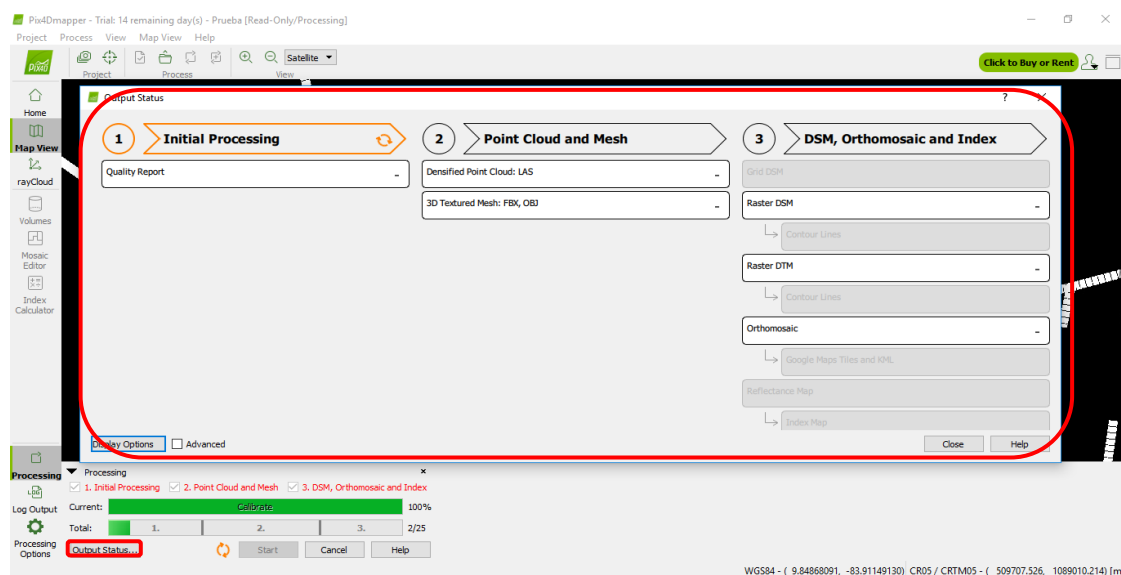 Pix4Dmapper - Trial: 14 remaining day(s) - Prueba [Read-Only/Processing]
Project Process View Map View Help
PIX4D
Satellite
Click to Buy or Rent
Project Process View
Home
Map View
rayCloud
Volumes
Mosaic
Editor
Index
Calculator
Output Status
?
1 Initial Processing
Quality Report -
2 Point Cloud and Mesh
Densified Point Cloud: LAS -
3D Textured Mesh: FBX, OBJ -
3 DSM, Orthomosaic and Index
Grid DSM
Raster DSM -
Contour Lines
Raster DTM -
Contour Lines
Orthomosaic -
Google Maps Tiles and KML
Reflectance Map
Index Map
Display Options Advanced
Close Help
Processing
Log Output
Processing
Options
Processing
1. Initial Processing 2. Point Cloud and Mesh 3. DSM, Orthomosaic and Index
Current: Calibrate 100%
Total: 1. 2. 3. 2/25
Output Status... Start Cancel Help
WGS84 - ( 9.84868091, -83.91149130) CR05 / CRTM05 - ( 509707.526, 1089010.214) [m